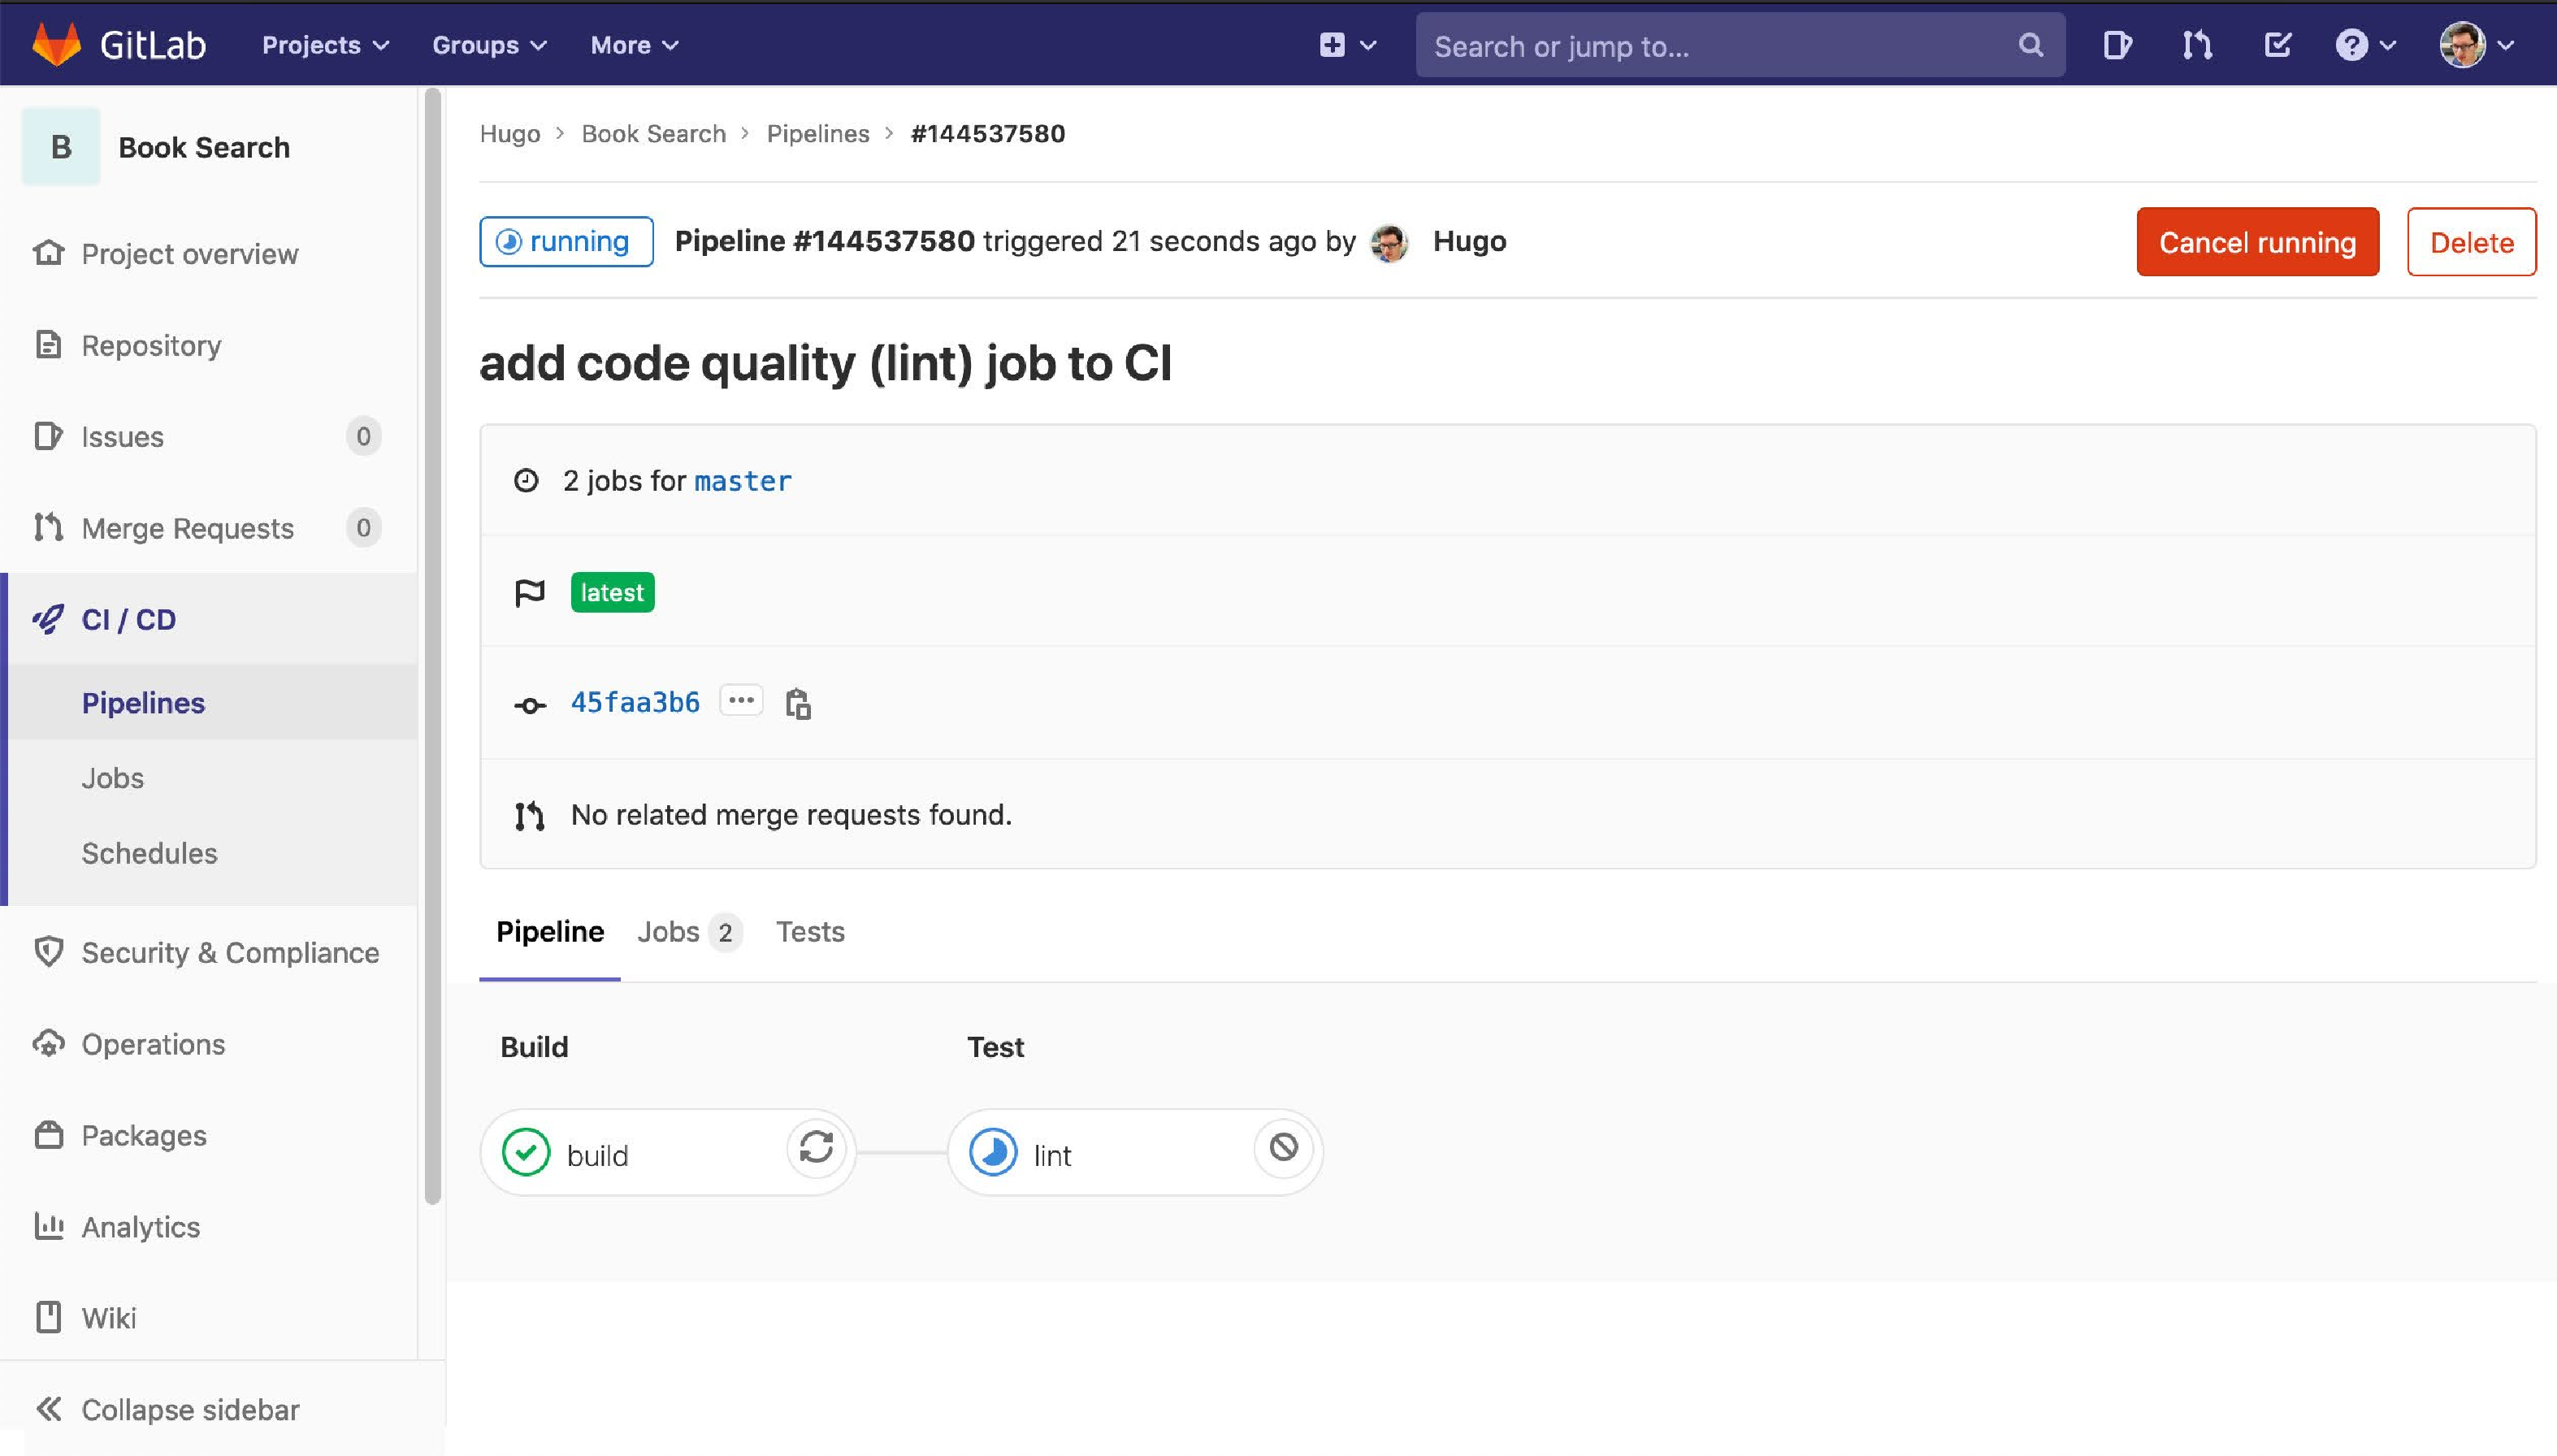 GitLab Projects Groups More Search or jump to...
B Book Search
Project overview
Repository
Issues 0
Merge Requests 0
CI / CD
Pipelines
Jobs
Schedules
Security & Compliance
Operations
Packages
Analytics
Wiki
Collapse sidebar
Hugo > Book Search > Pipelines > #144537580
running Pipeline #144537580 triggered 21 seconds ago by Hugo Cancel running Delete
add code quality (lint) job to CI
2 jobs for master
latest
45faa3b6 ...
No related merge requests found.
Pipeline Jobs 2 Tests
Build Test
build lint